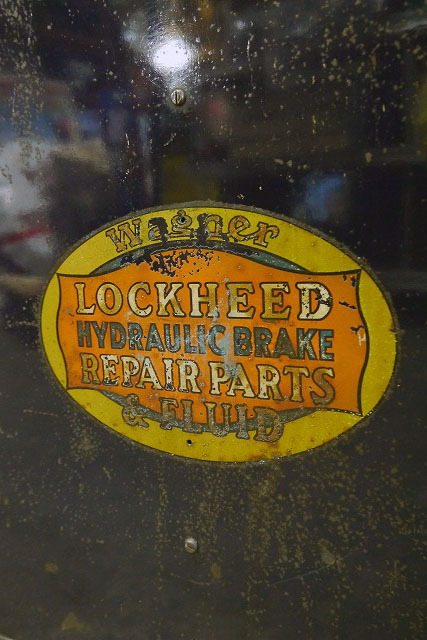 Wagner
LOCKHEED
HYDRAULIC BRAKE
REPAIR PARTS
& FLUID